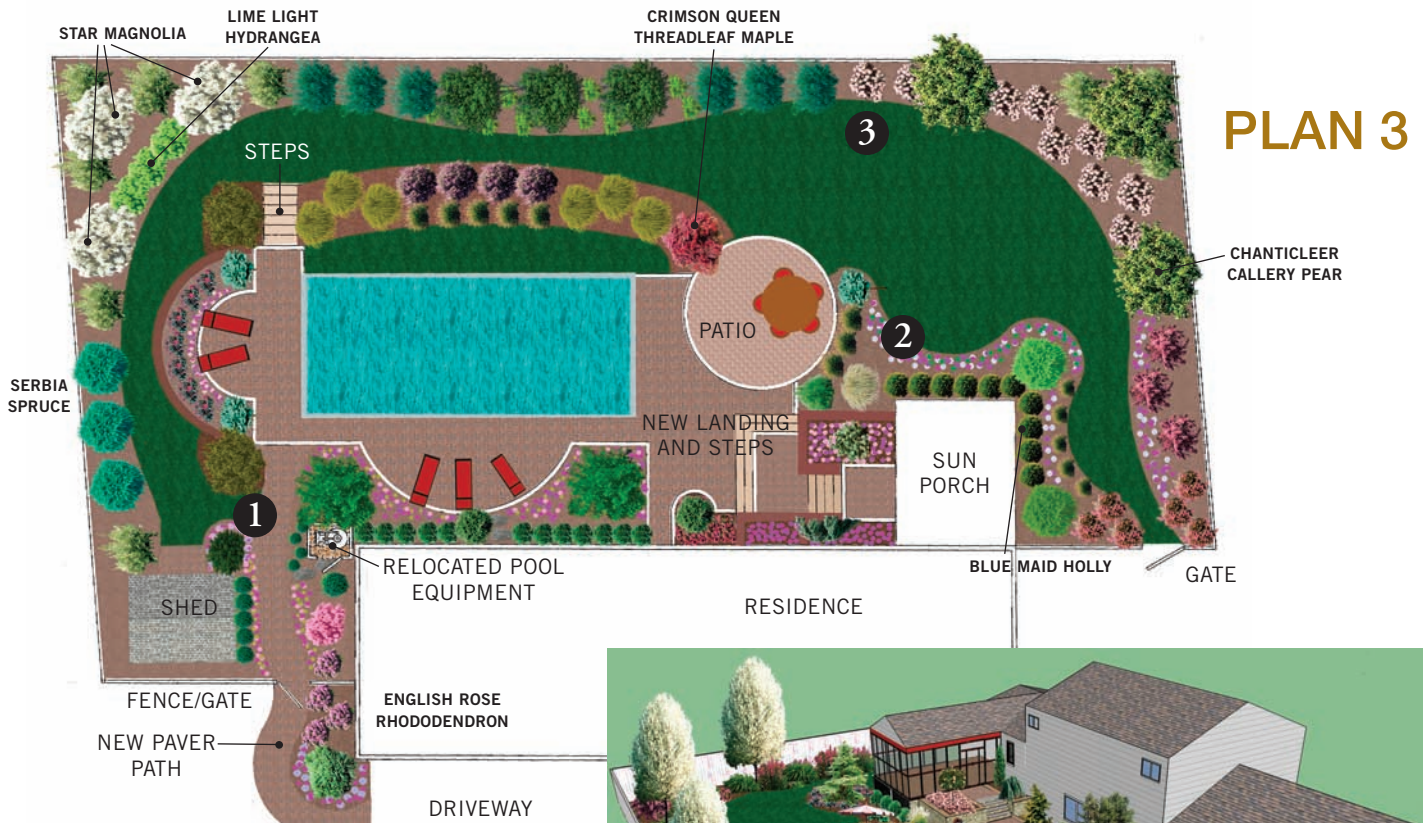 STAR MAGNOLIA
LIME LIGHT
HYDRANGEA
CRIMSON QUEEN
THREADLEAF MAPLE
PLAN 3
STEPS
3
CHANTICLEER
CALLERY PEAR
PATIO
2
SERBIA
SPRUCE
NEW LANDING
AND STEPS
SUN
PORCH
1
RELOCATED POOL
EQUIPMENT
BLUE MAID HOLLY
GATE
SHED
RESIDENCE
FENCE/GATE
ENGLISH ROSE
RHODODENDRON
NEW PAVER
PATH
DRIVEWAY